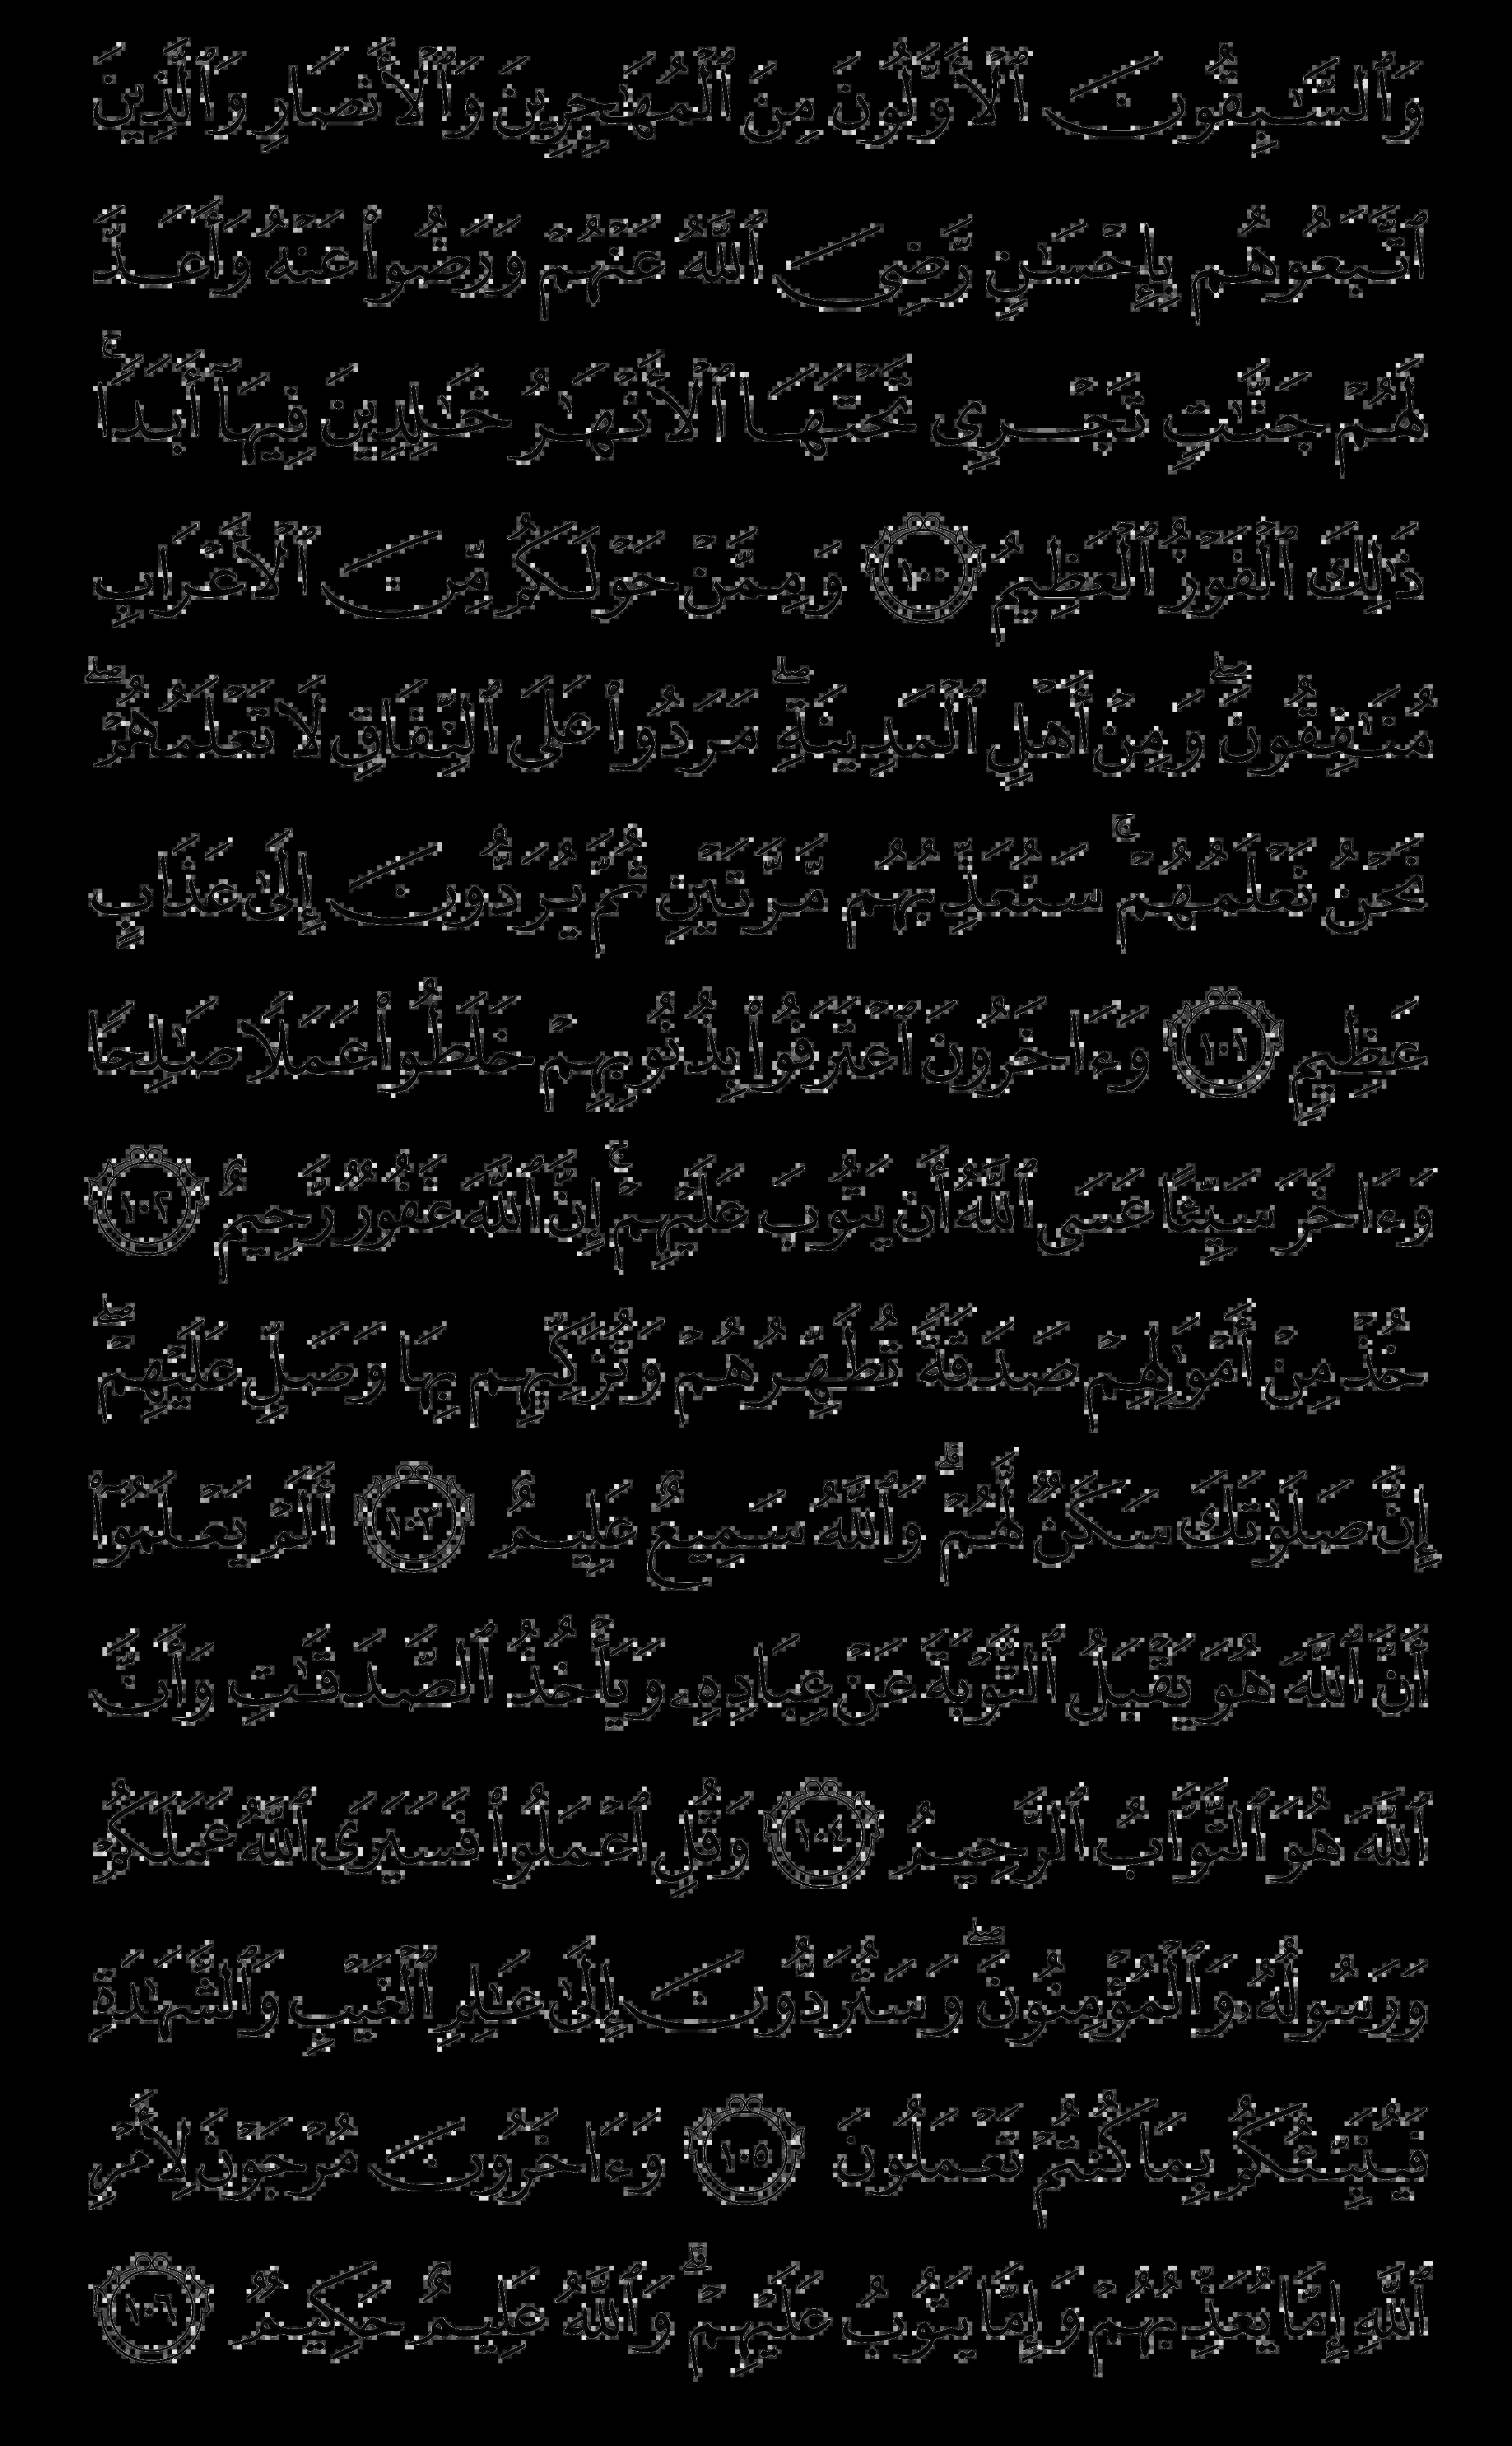 وَٱلسَّـٰبِقُونَ ٱلْأَوَّلُونَ مِنَ ٱلْمُهَـٰجِرِينَ وَٱلْأَنصَارِ وَٱلَّذِينَ
ٱتَّبَعُوهُم بِإِحْسَـٰنٍ رَّضِىَ ٱللَّهُ عَنْهُمْ وَرَضُوا۟ عَنْهُ وَأَعَدَّ
لَهُمْ جَنَّـٰتٍ تَجْرِى تَحْتَهَا ٱلْأَنْهَـٰرُ خَـٰلِدِينَ فِيهَآ أَبَدًا ۚ
ذَٰلِكَ ٱلْفَوْزُ ٱلْعَظِيمُ ١٠٠ وَمِمَّنْ حَوْلَكُم مِّنَ ٱلْأَعْرَابِ
مُنَـٰفِقُونَ ۖ وَمِنْ أَهْلِ ٱلْمَدِينَةِ ۖ مَرَدُوا۟ عَلَى ٱلنِّفَاقِ لَا تَعْلَمُهُمْ ۖ
نَحْنُ نَعْلَمُهُمْ ۚ سَنُعَذِّبُهُم مَّرَّتَيْنِ ثُمَّ يُرَدُّونَ إِلَىٰ عَذَابٍ
عَظِيمٍ ١٠١ وَءَاخَرُونَ ٱعْتَرَفُوا۟ بِذُنُوبِهِمْ خَلَطُوا۟ عَمَلًا صَـٰلِحًا
وَءَاخَرَ سَيِّئًا عَسَى ٱللَّهُ أَن يَتُوبَ عَلَيْهِمْ ۚ إِنَّ ٱللَّهَ غَفُورٌ رَّحِيمٌ ١٠٢
خُذْ مِنْ أَمْوَٰلِهِمْ صَدَقَةً تُطَهِّرُهُمْ وَتُزَكِّيهِم بِهَا وَصَلِّ عَلَيْهِمْ ۖ
إِنَّ صَلَوٰتَكَ سَكَنٌ لَّهُمْ ۗ وَٱللَّهُ سَمِيعٌ عَلِيمٌ ١٠٣ أَلَمْ يَعْلَمُوٓا۟
أَنَّ ٱللَّهَ هُوَ يَقْبَلُ ٱلتَّوْبَةَ عَنْ عِبَادِهِۦ وَيَأْخُذُ ٱلصَّدَقَـٰتِ وَأَنَّ
ٱللَّهَ هُوَ ٱلتَّوَّابُ ٱلرَّحِيمُ ١٠٤ وَقُلِ ٱعْمَلُوا۟ فَسَيَرَى ٱللَّهُ عَمَلَكُمْ
وَرَسُولُهُۥ وَٱلْمُؤْمِنُونَ ۖ وَسَتُرَدُّونَ إِلَىٰ عَـٰلِمِ ٱلْغَيْبِ وَٱلشَّهَـٰدَةِ
فَيُنَبِّئُكُم بِمَا كُنتُمْ تَعْمَلُونَ ١٠٥ وَءَاخَرُونَ مُرْجَوْنَ لِأَمْرِ
ٱللَّهِ إِمَّا يُعَذِّبُهُمْ وَإِمَّا يَتُوبُ عَلَيْهِمْ ۗ وَٱللَّهُ عَلِيمٌ حَكِيمٌ ١٠٦